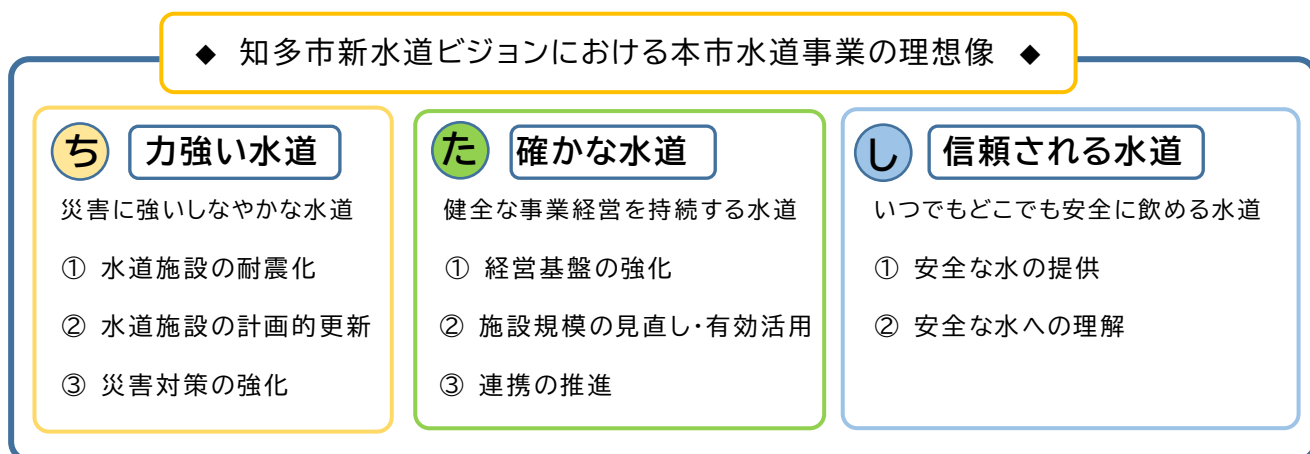 ◆ 知多市新水道ビジョンにおける本市水道事業の理想像 ◆
ち 力強い水道
災害に強いしなやかな水道
① 水道施設の耐震化
② 水道施設の計画的更新
③ 災害対策の強化
た 確かな水道
健全な事業経営を持続する水道
① 経営基盤の強化
② 施設規模の見直し・有効活用
③ 連携の推進
し 信頼される水道
いつでもどこでも安全に飲める水道
① 安全な水の提供
② 安全な水への理解